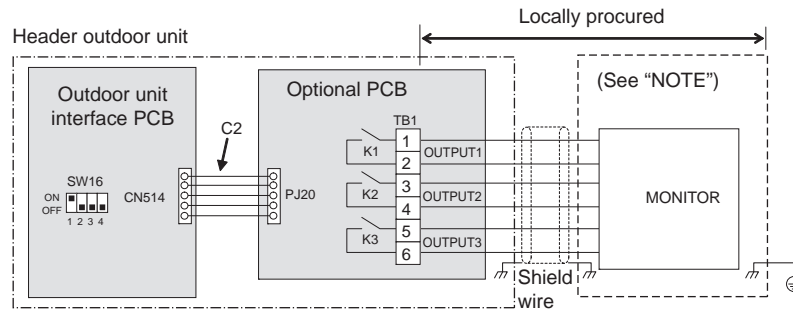 Locally procured
Header outdoor unit
Outdoor unit
interface PCB
Optional PCB
(See “NOTE”)
C2
TB1
K1
1
2
OUTPUT1
SW16
ON
OFF
1 2 3 4
CN514
PJ20
K2
3
4
OUTPUT2
MONITOR
K3
5
6
OUTPUT3
Shield
wire